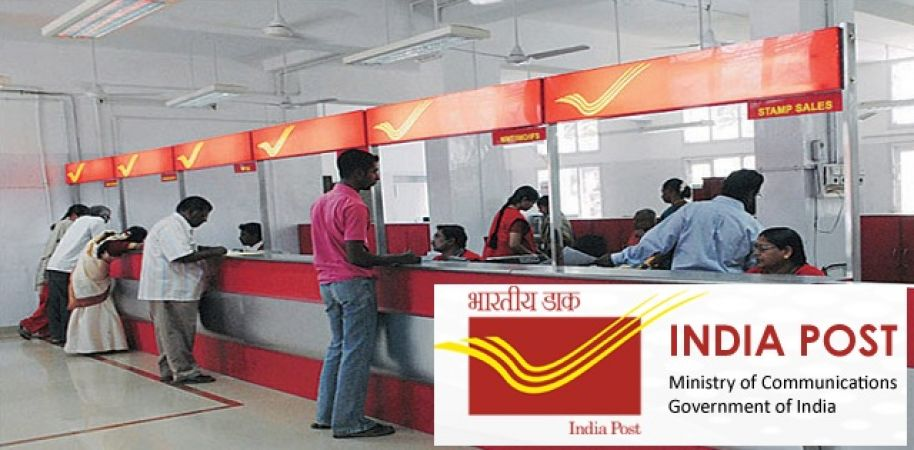 STAMP SALES
भारतीय डाक
India Post
INDIA POST
Ministry of Communications
Government of India